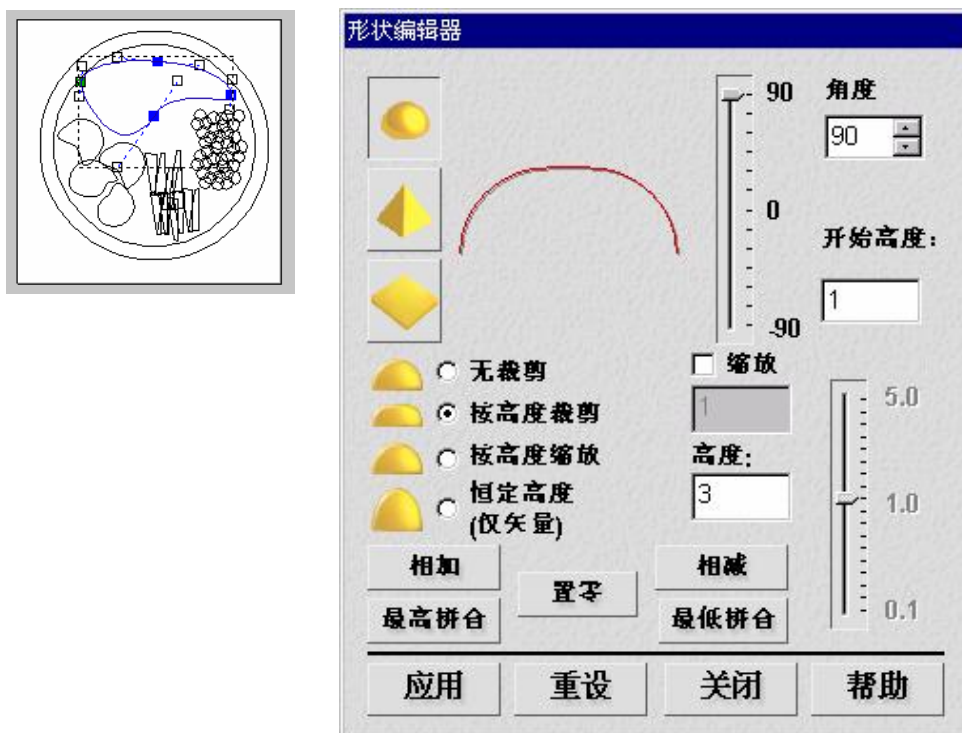 形状编辑器
90
角度
90
0
开始高度:
1
-90
无裁剪
缩放
5.0
按高度裁剪
1
按高度缩放
高度:
恒定高度
(仅矢量)
3
1.0
相加
相减
置零
最高拼合
最低拼合
0.1
应用
重设
关闭
帮助